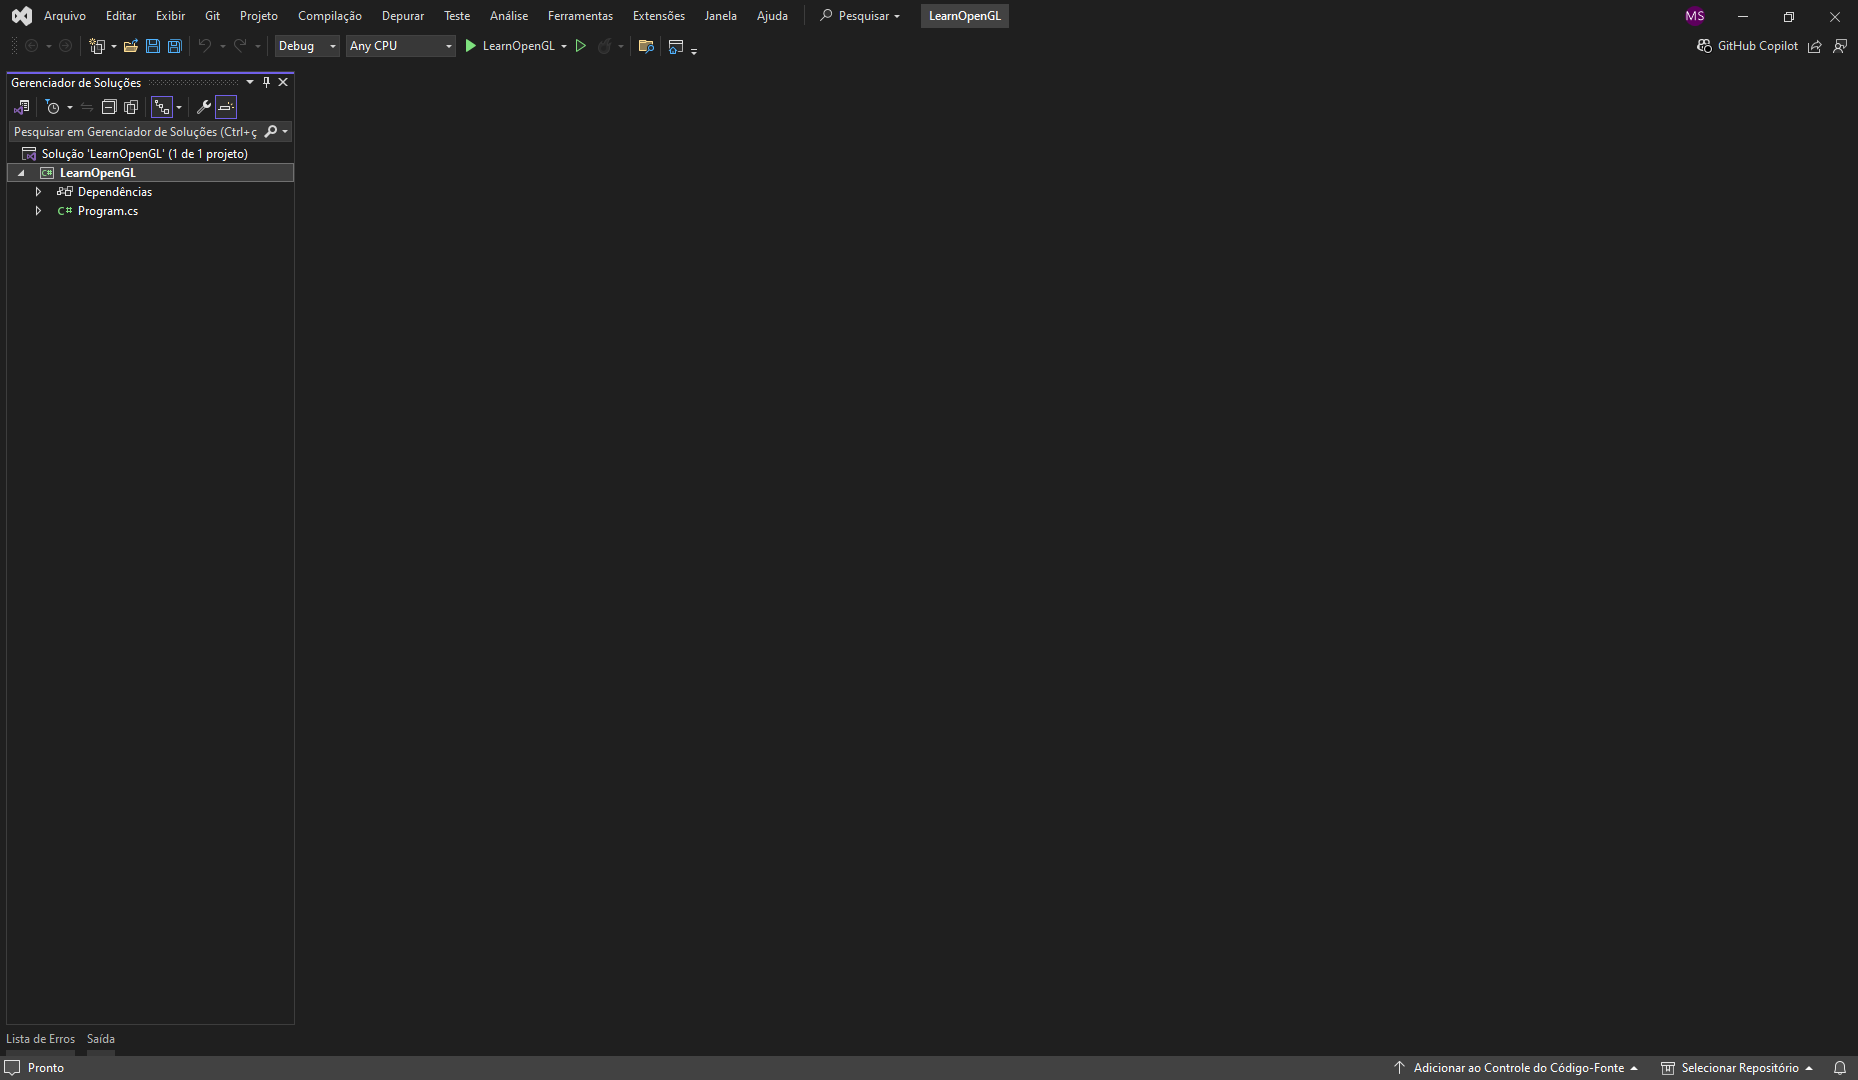 Arquivo Editar Exibir Git Projeto Compilação Depurar Teste Análise Ferramentas Extensões Janela Ajuda Pesquisar LearnOpenGL MS
Debug Any CPU LearnOpenGL GitHub Copilot
Gerenciador de Soluções
Pesquisar em Gerenciador de Soluções (Ctrl+ç
Solução 'LearnOpenGL' (1 de 1 projeto)
C# LearnOpenGL
Dependências
C# Program.cs
Lista de Erros Saída
Pronto Adicionar ao Controle do Código-Fonte Selecionar Repositório